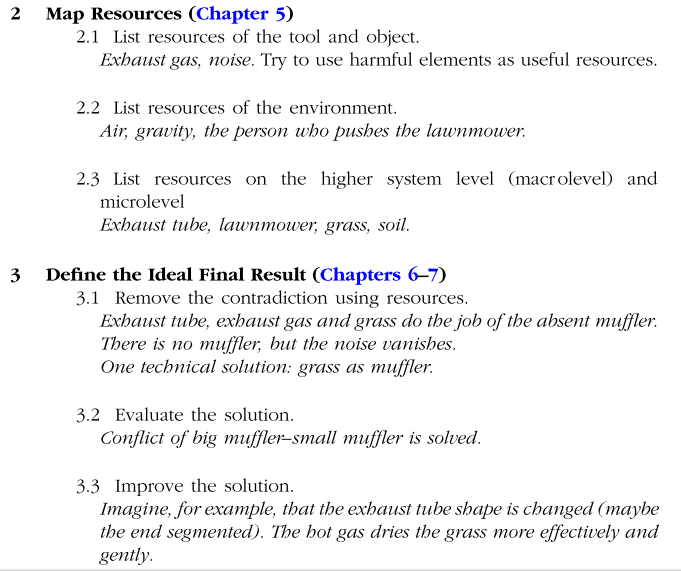 2 Map Resources (Chapter 5)
2.1 List resources of the tool and object.
Exhaust gas, noise. Try to use harmful elements as useful resources.
2.2 List resources of the environment.
Air, gravity, the person who pushes the lawnmower.
2.3 List resources on the higher system level (macrolevel) and
microlevel
Exhaust tube, lawnmower, grass, soil.
3 Define the Ideal Final Result (Chapters 6–7)
3.1 Remove the contradiction using resources.
Exhaust tube, exhaust gas and grass do the job of the absent muffler.
There is no muffler, but the noise vanishes.
One technical solution: grass as muffler.
3.2 Evaluate the solution.
Conflict of big muffler–small muffler is solved.
3.3 Improve the solution.
Imagine, for example, that the exhaust tube shape is changed (maybe
the end segmented). The hot gas dries the grass more effectively and
gently.